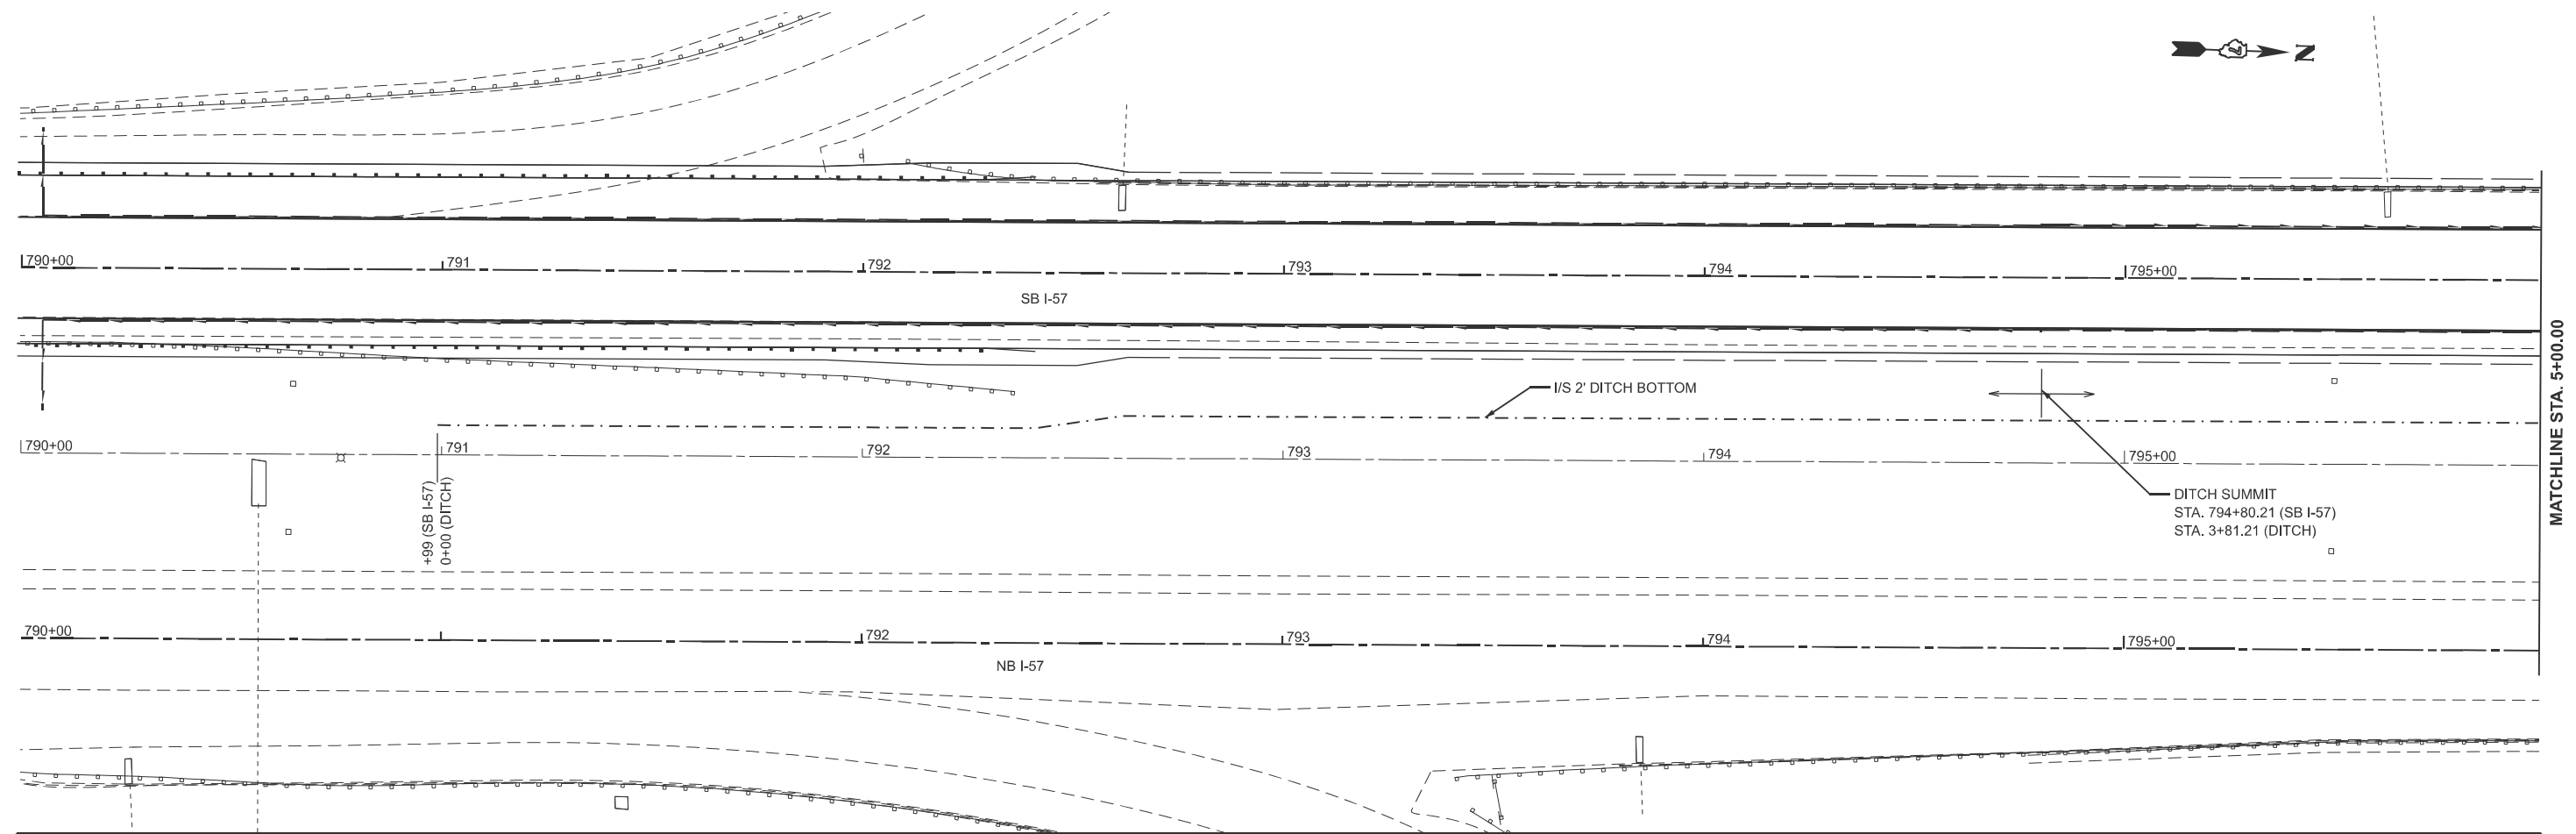 N
790+00
791
792
793
794
795+00
SB I-57
I/S 2' DITCH BOTTOM
790+00
791
792
793
794
795+00
+99 (SB I-57)
0+00 (DITCH)
DITCH SUMMIT
STA. 794+80.21 (SB I-57)
STA. 3+81.21 (DITCH)
MATCHLINE STA. 5+00.00
790+00
792
793
794
795+00
NB I-57